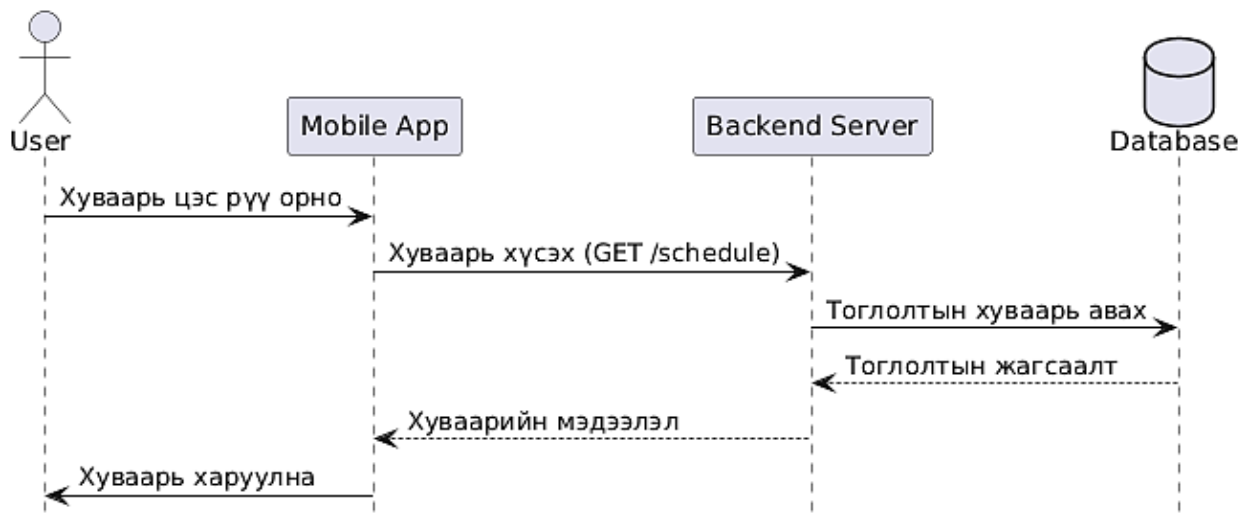 User
Mobile App
Backend Server
Database
Хуваарь цэс рүү орно
Хуваарь хүсэх (GET /schedule)
Тоглолтын хуваарь авах
Тоглолтын жагсаалт
Хуваарийн мэдээлэл
Хуваарь харуулна